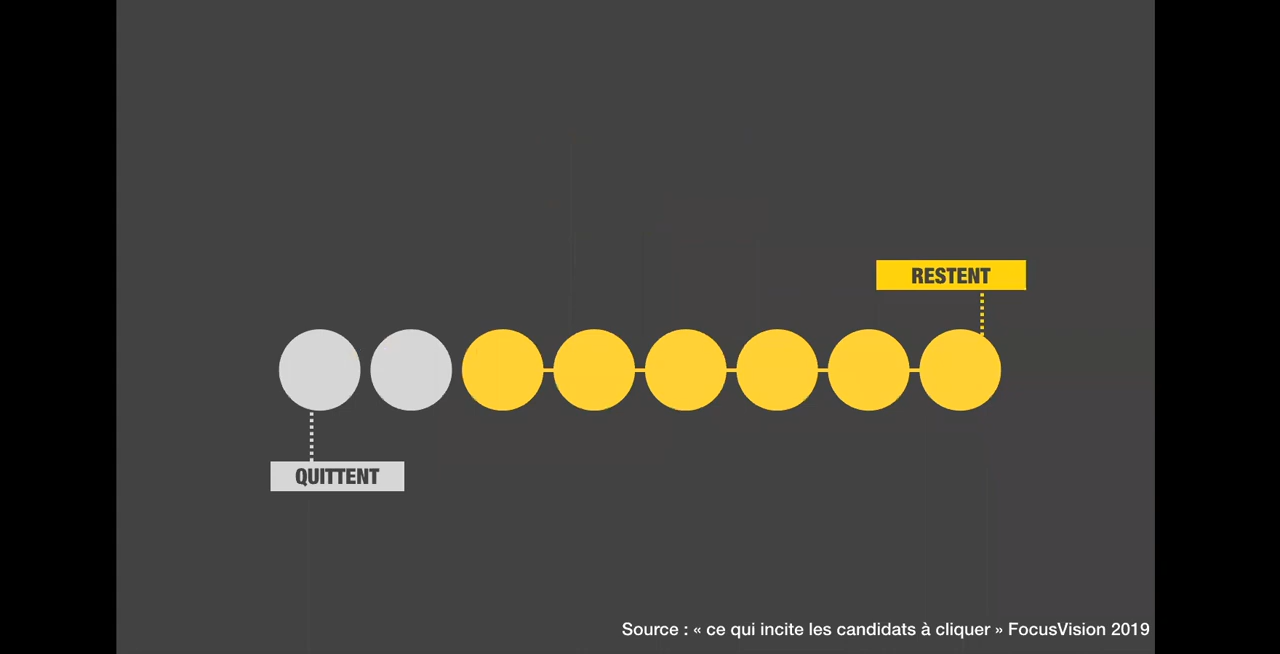 RESTENT
QUITTENT
Source : « ce qui incite les candidats à cliquer » FocusVision 2019